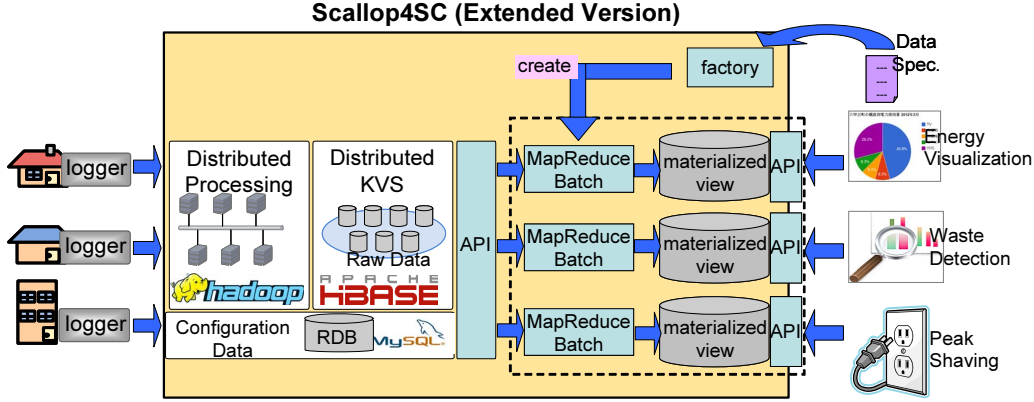 Scallop4SC (Extended Version)
Data
Spec.
create
factory
logger
logger
logger
Distributed
Processing
hadoop
Distributed
KVS
Raw Data
APACHE
HBASE
Configuration
Data
RDB
MySQL
API
MapReduce
Batch
materialized
view
API
MapReduce
Batch
materialized
view
API
MapReduce
Batch
materialized
view
API
Energy
Visualization
Waste
Detection
Peak
Shaving